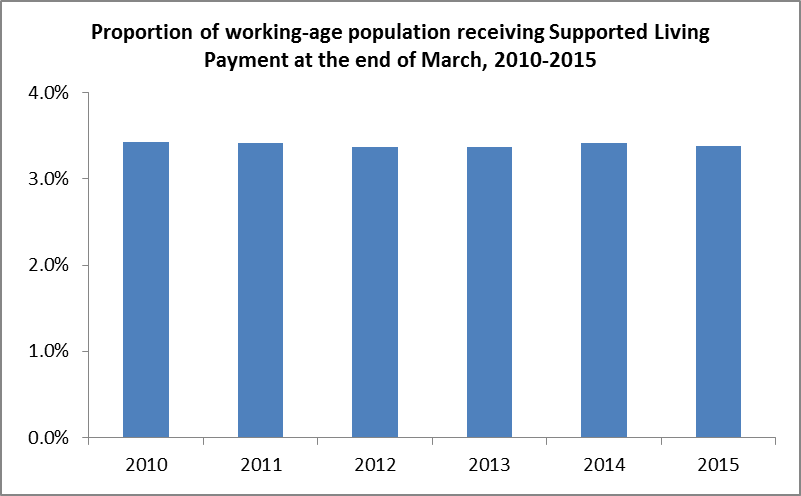 Proportion of working-age population receiving Supported Living
Payment at the end of March, 2010-2015
4.0%
3.0%
2.0%
1.0%
0.0%
2010 2011 2012 2013 2014 2015